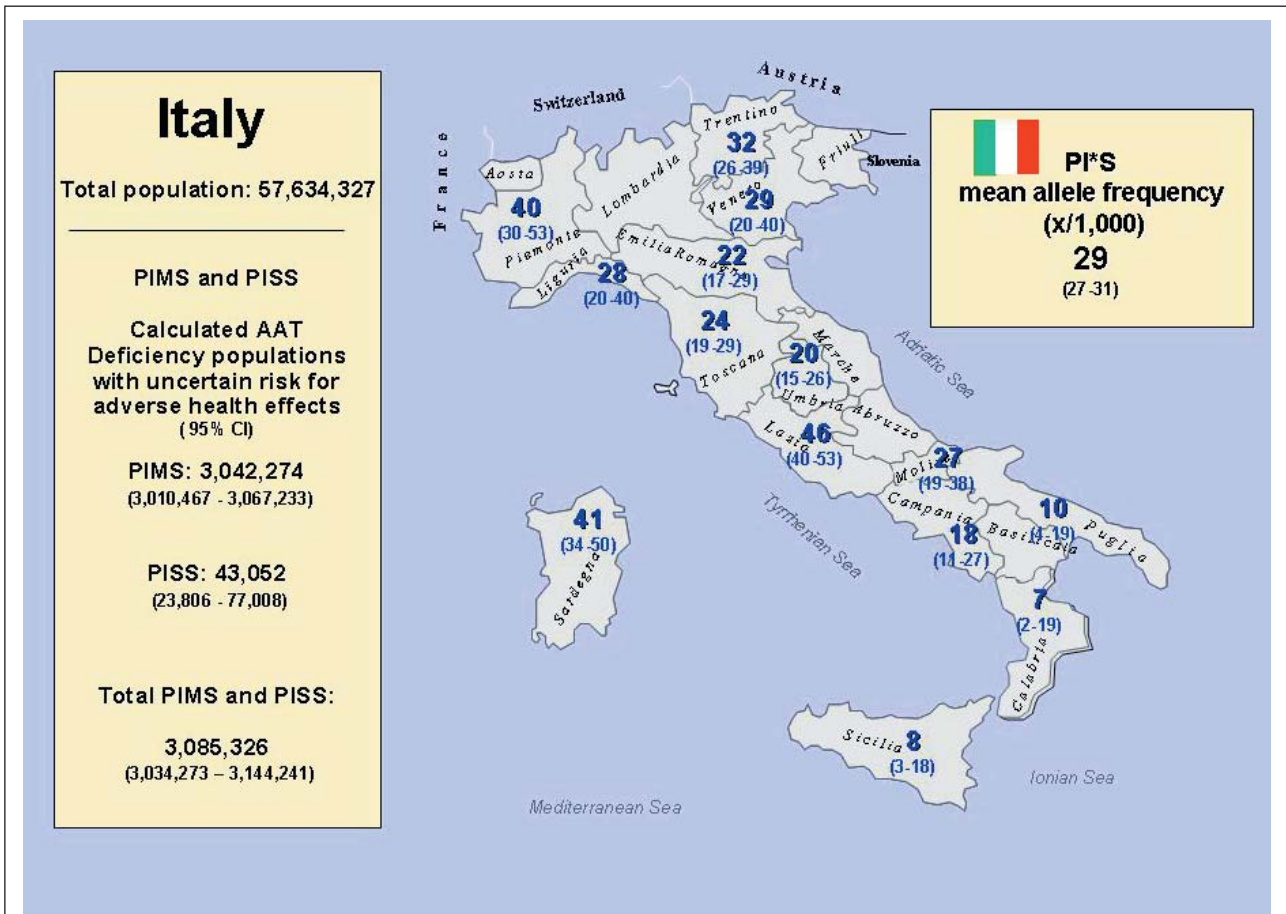 Italy
Total population: 57,634,327
PIMS and PISS
Calculated AAT
Deficiency populations
with uncertain risk for
adverse health effects
( 95% CI)
PIMS: 3,042,274
(3,010,467 - 3,067,233)
PISS: 43,052
(23,806 - 77,008)
Total PIMS and PISS:
3,085,326
(3,034,273 – 3,144,241)
Switzerland
Austria
France
Slovenia
Trentino
32
(26-39)
Friuli
Aosta
Lombardia
Veneto
29
(20-40)
40
(30-53)
Piemonte
Liguria
28
(20-40)
Emilia Romagna
22
(17-29)
24
(19-29)
Toscana
Marche
20
(15-26)
Umbria
Abruzzo
Lazio
46
(40-53)
Molise
27
(19-38)
Campania
18
(11-27)
Basilicata
10
(4-19)
Puglia
7
(2-19)
Calabria
41
(34-50)
Sardegna
Sicilia
8
(3-18)
Adriatic Sea
Tyrrhenian Sea
Ionian Sea
Mediterranean Sea
PI*S
mean allele frequency
(x/1,000)
29
(27-31)